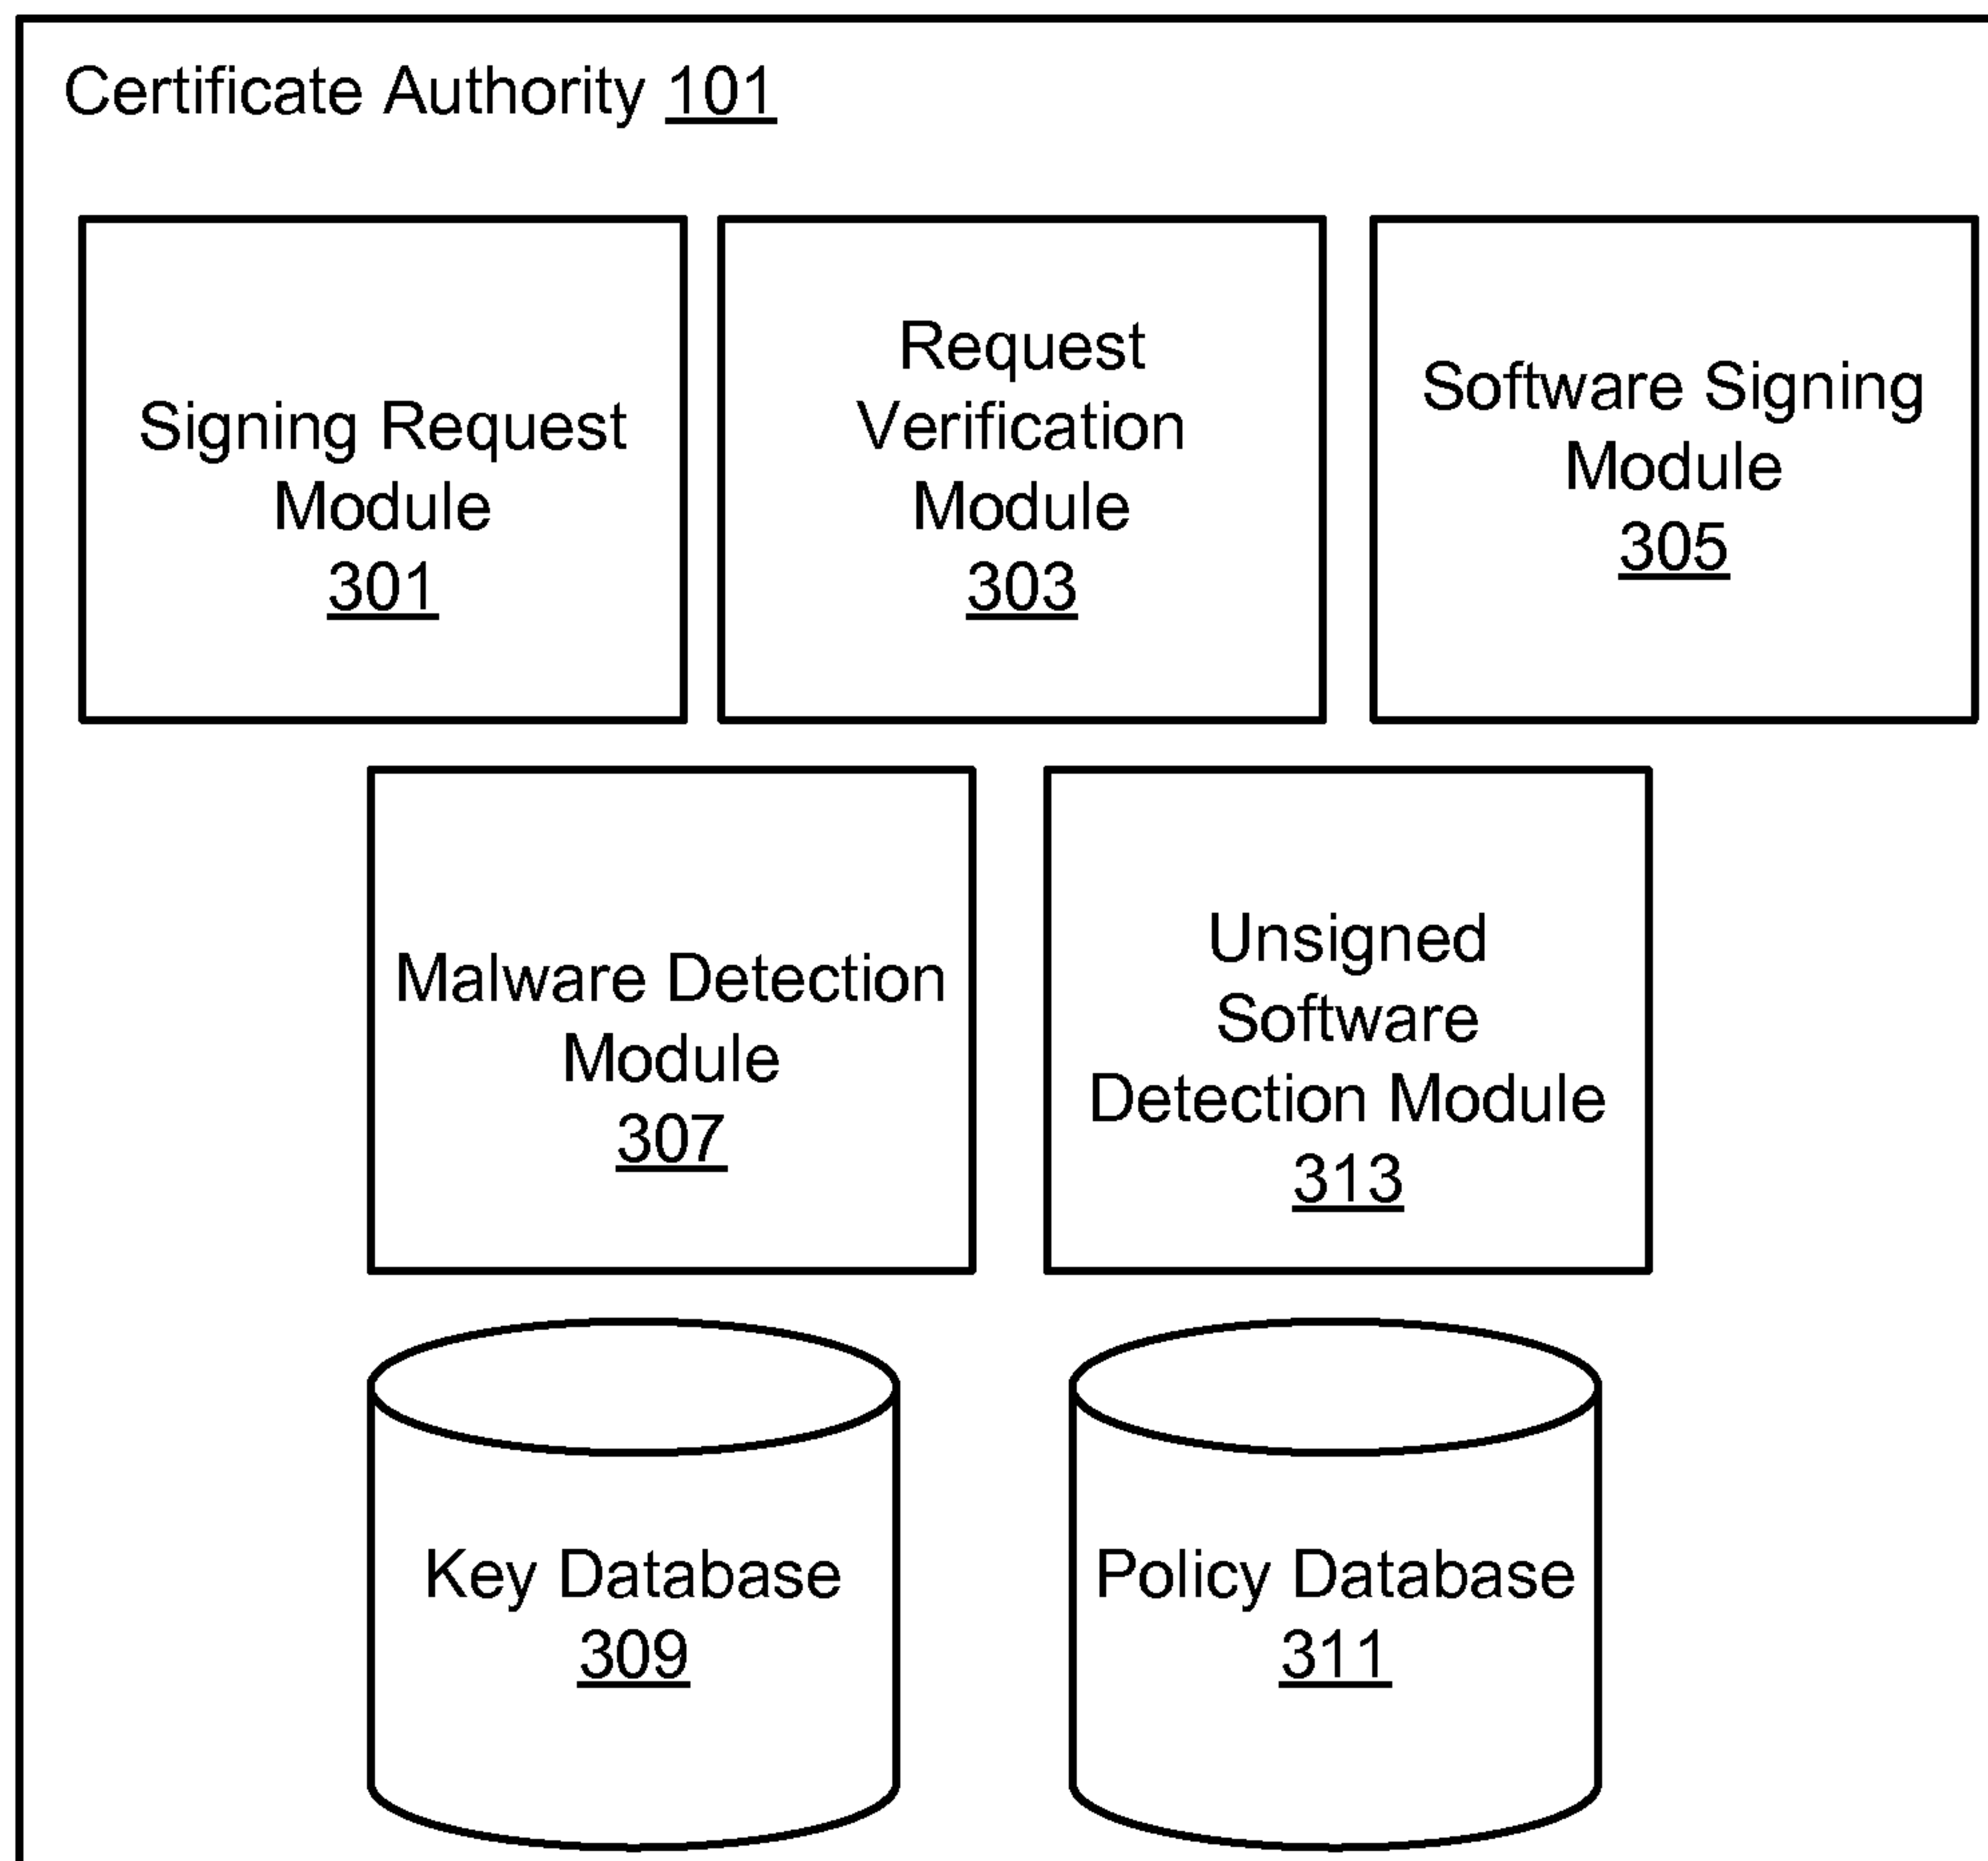 Certificate Authority 101
Signing Request
Module
301
Request
Verification
Module
303
Software Signing
Module
305
Malware Detection
Module
307
Unsigned
Software
Detection Module
313
Key Database
309
Policy Database
311